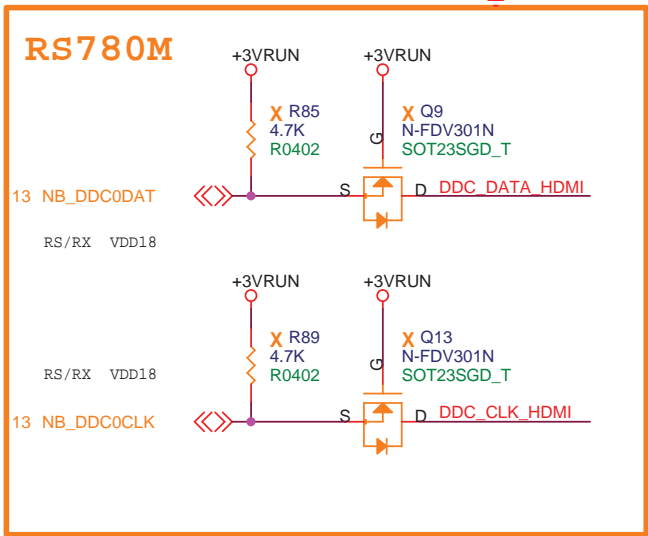 RS780M
+3VRUN +3VRUN
X R85 X Q9
4.7K N-FDV301N
R0402 SOT23SGD_T
G
13 NB_DDC0DAT S D DDC_DATA_HDMI
RS/RX VDD18
+3VRUN +3VRUN
X R89 X Q13
4.7K N-FDV301N
RS/RX VDD18 R0402 G SOT23SGD_T
13 NB_DDC0CLK S D DDC_CLK_HDMI